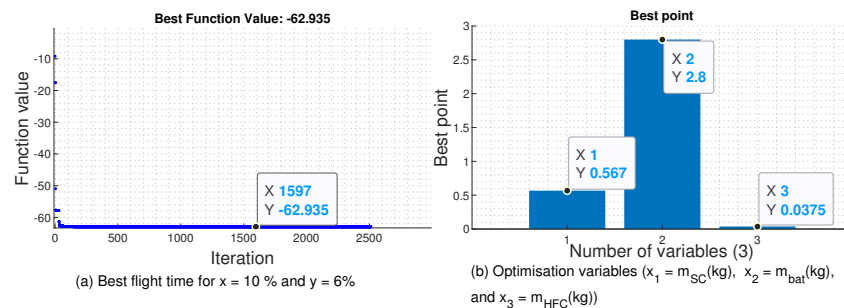 Best Function Value: -62.935
Function value
-10
-20
-30
-40
-50
-60
X 1597
Y -62.935
0 500 1000 1500 2000 2500
Iteration
(a) Best flight time for x = 10 % and y = 6%
Best point
Best point
3
2.5
2
1.5
1
0.5
0
X 2
Y 2.8
X 1
Y 0.567
X 3
Y 0.0375
1 2 3
Number of variables (3)
(b) Optimisation variables (x₁ = m_SC(kg), x₂ = m_bat(kg),
and x₃ = m_HFC(kg))